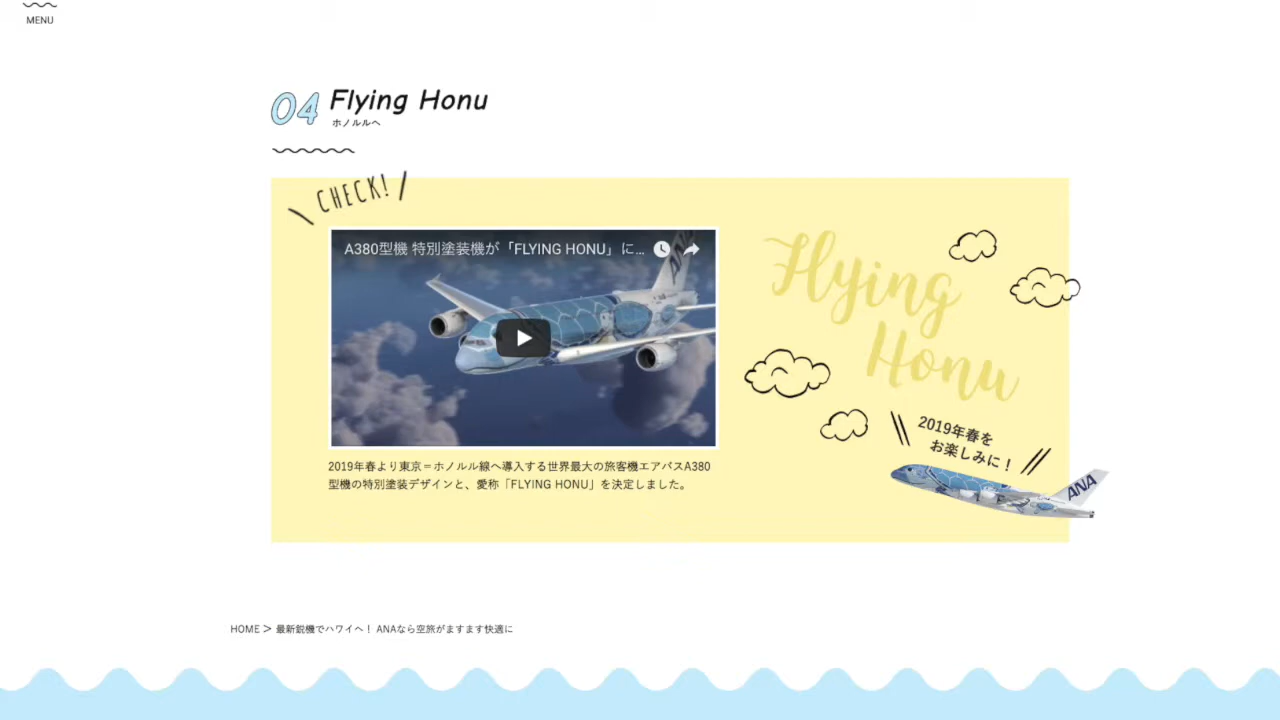 MENU
04 Flying Honu
ホノルルへ
CHECK!
A380型機 特別塗装機が「FLYING HONU」に...
ANA
2019年春より東京＝ホノルル線へ導入する世界最大の旅客機エアバスA380
型機の特別塗装デザインと、愛称「FLYING HONU」を決定しました。
Flying
Honu
2019年春を
お楽しみに！
ANA
HOME > 最新鋭機でハワイへ！ ANAなら空旅がますます快適に